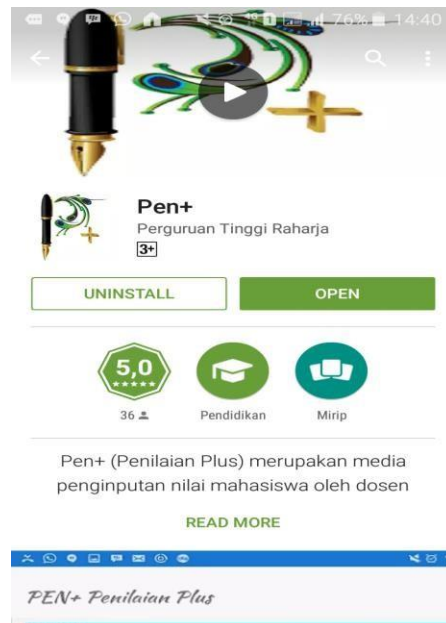 76% 14:40
Pen+
Perguruan Tinggi Raharja
3+
UNINSTALL OPEN
5,0
36 Pendidikan Mirip
Pen+ (Penilaian Plus) merupakan media
penginputan nilai mahasiswa oleh dosen
READ MORE
PEN+ Penilaian Plus